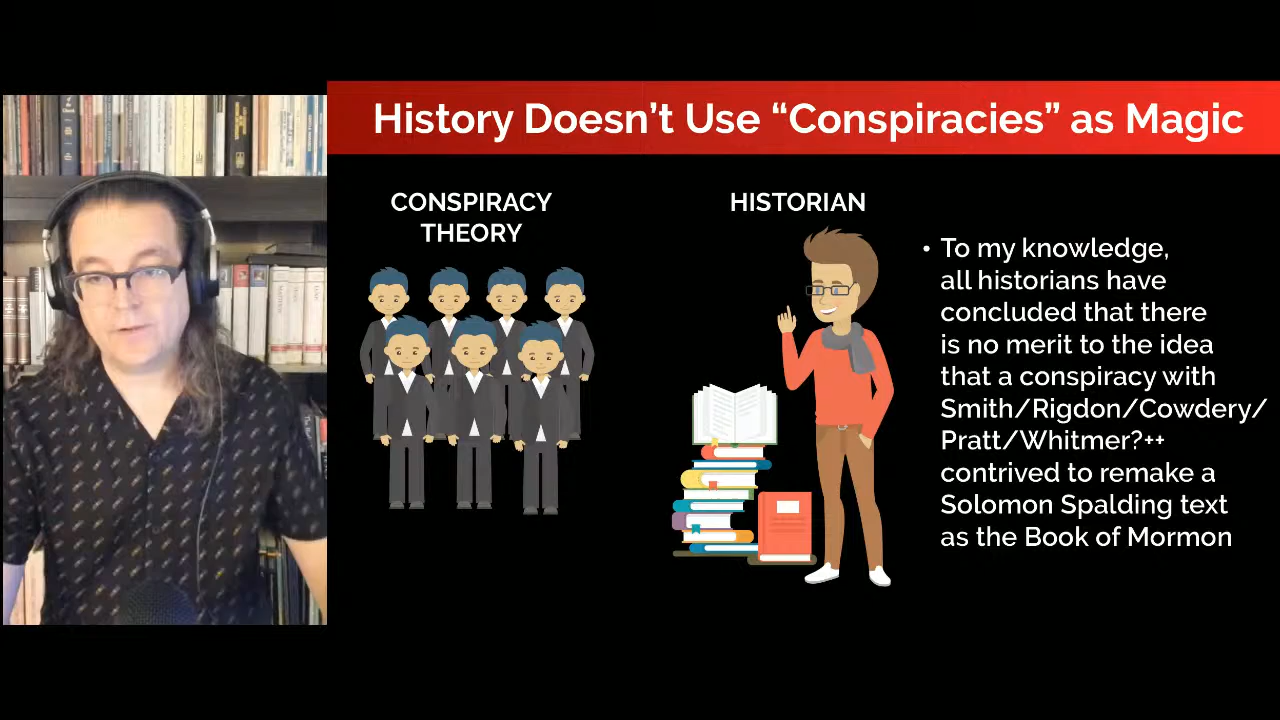 History Doesn't Use “Conspiracies” as Magic
CONSPIRACY
THEORY
HISTORIAN
• To my knowledge,
all historians have
concluded that there
is no merit to the idea
that a conspiracy with
Smith/Rigdon/Cowdery/
Pratt/Whitmer?++
contrived to remake a
Solomon Spalding text
as the Book of Mormon